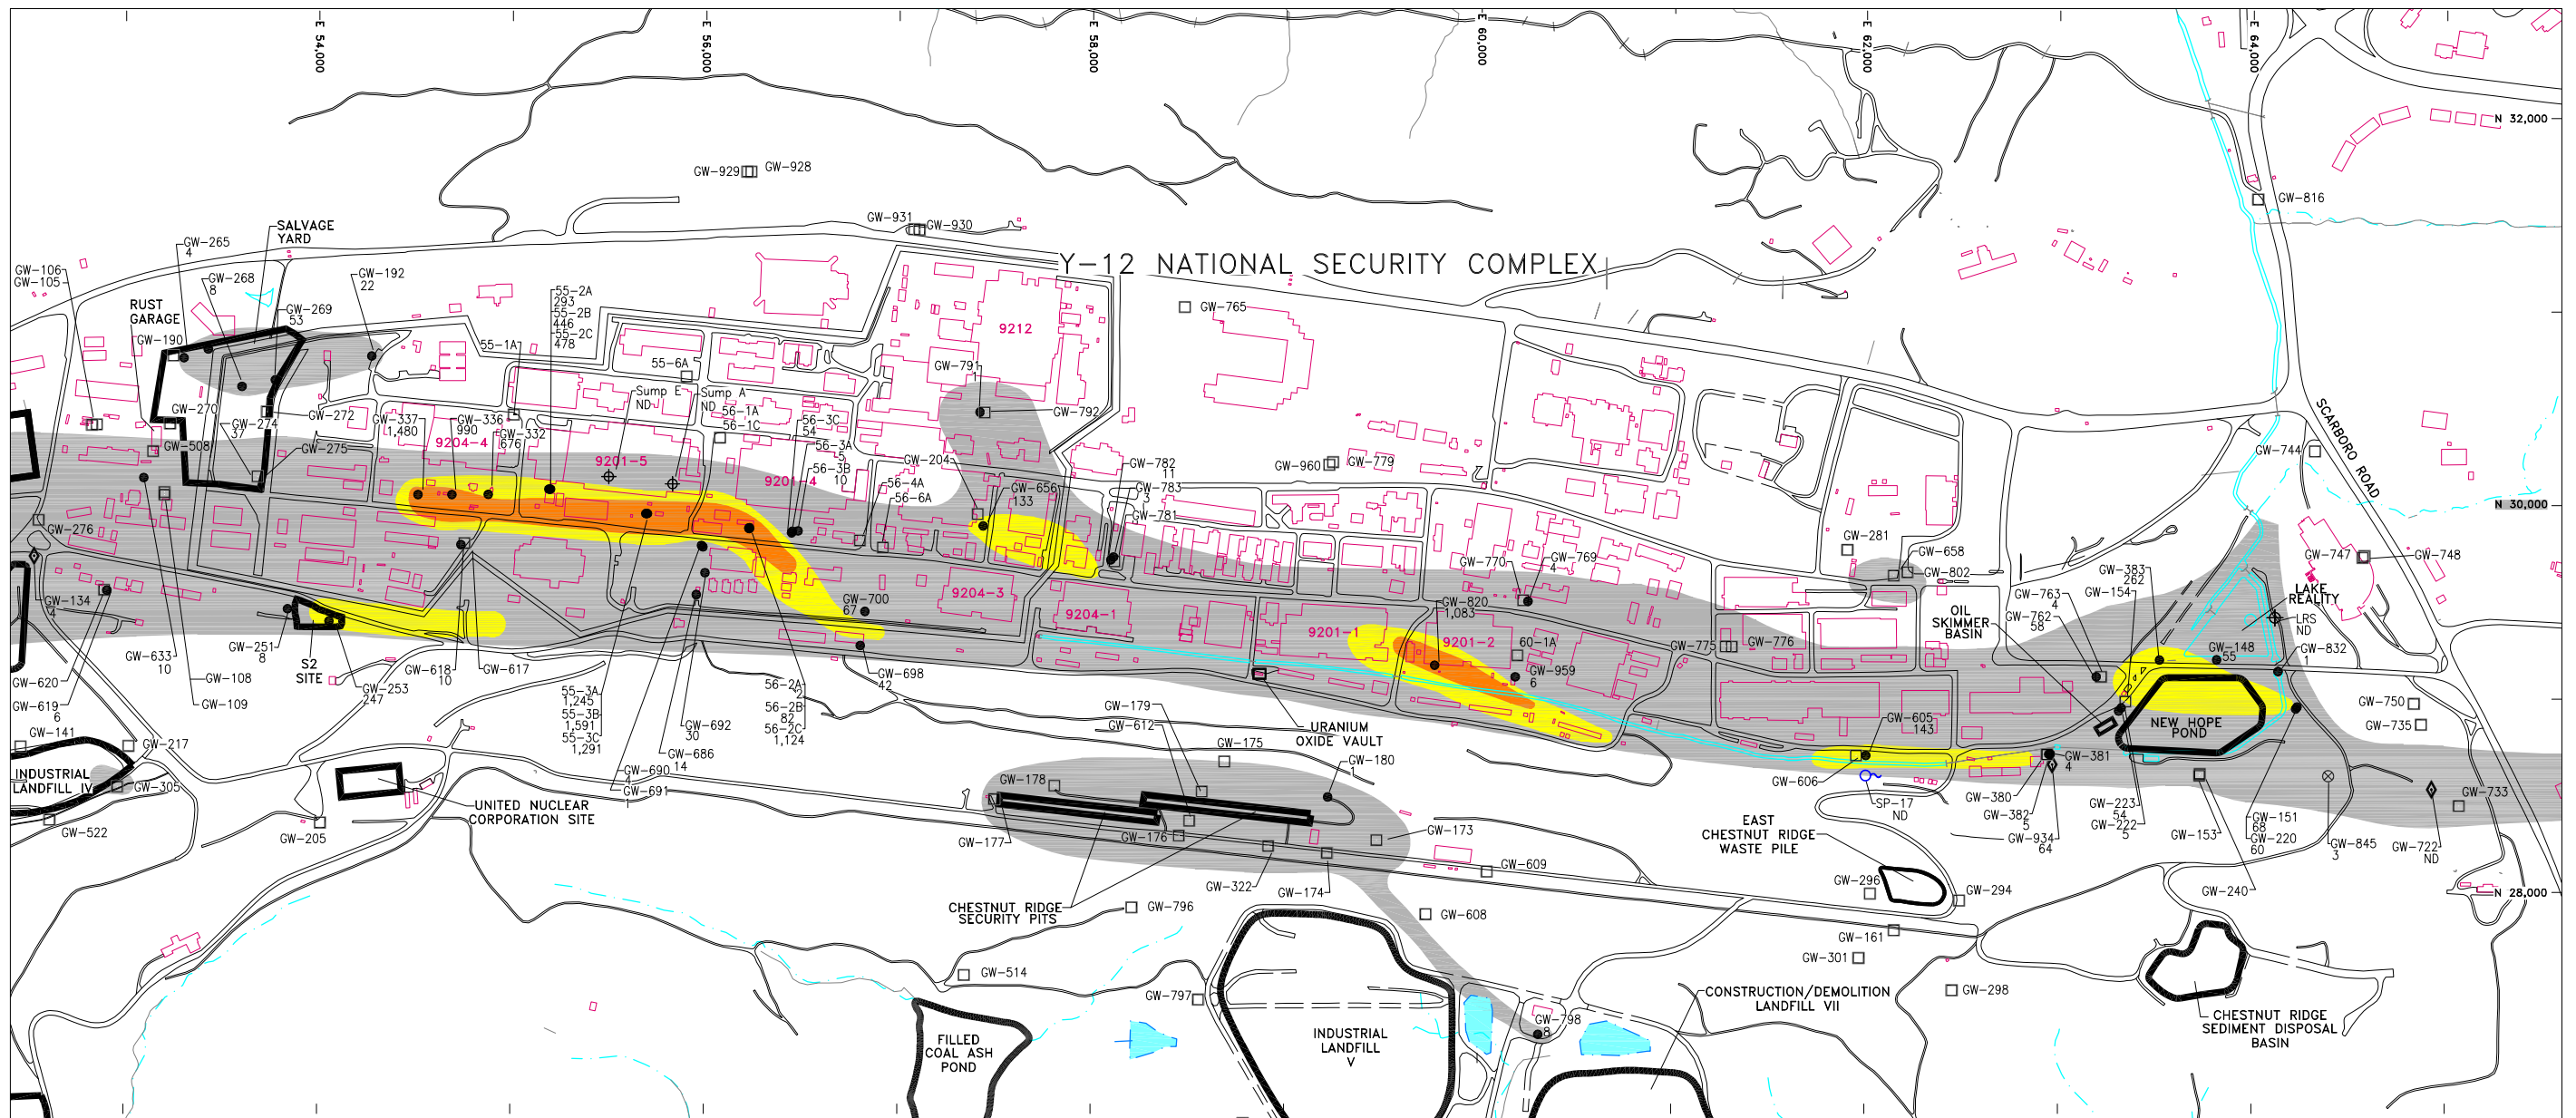 E 54,000
E 56,000
E 58,000
E 60,000
E 62,000
E 64,000
N 32,000
GW-929
GW-928
GW-816
GW-931
GW-930
SALVAGE
YARD
GW-265
4
Y-12 NATIONAL SECURITY COMPLEX
GW-106
GW-105
GW-268
8
GW-192
22
RUST
GARAGE
GW-269
53
55-2A
293
55-2B
446
55-2C
478
GW-765
9212
GW-190
55-1A
55-6A
GW-791
1
Sump E
ND
Sump A
ND
GW-270
GW-272
GW-274
37
GW-337
1,480
GW-336
990
GW-332
676
56-1A
56-1C
56-3C
54
GW-792
SCARBORO ROAD
9204-4
GW-508
GW-275
9201-5
56-3A
5
56-3B
10
9201-4
GW-204
GW-782
11
GW-783
3
GW-781
GW-960
GW-779
GW-744
56-4A
56-6A
GW-656
133
N 30,000
GW-276
GW-281
GW-658
GW-802
GW-747
GW-748
GW-770
GW-769
4
GW-383
262
GW-154
GW-763
4
GW-762
58
LAKE
REALITY
LRS
ND
GW-134
4
9204-3
GW-700
67
9204-1
GW-820
1,083
9201-1
9201-2
OIL
SKIMMER
BASIN
GW-251
8
S2
SITE
GW-633
10
GW-108
GW-109
GW-620
GW-619
6
GW-618
10
GW-617
GW-253
247
60-1A
GW-959
6
GW-775
GW-776
GW-148
55
GW-832
1
GW-698
42
55-3A
1,245
55-3B
1,591
55-3C
1,291
56-2A
2
56-2B
82
56-2C
1,124
GW-692
30
GW-686
14
GW-690
4
GW-691
1
GW-179
GW-612
GW-175
URANIUM
OXIDE VAULT
GW-605
143
GW-606
NEW HOPE
POND
GW-750
GW-735
GW-141
GW-217
INDUSTRIAL
LANDFILL IV
GW-305
GW-522
GW-205
UNITED NUCLEAR
CORPORATION SITE
GW-178
GW-180
1
GW-177
GW-176
GW-173
SP-17
ND
GW-381
4
GW-380
GW-382
5
GW-934
64
GW-223
54
GW-222
5
GW-153
GW-151
68
GW-220
60
GW-845
3
GW-733
GW-722
ND
EAST
CHESTNUT RIDGE
WASTE PILE
GW-609
GW-322
GW-174
GW-296
GW-294
GW-240
N 28,000
CHESTNUT RIDGE
SECURITY PITS
GW-796
GW-608
GW-161
GW-301
GW-514
GW-797
GW-298
CONSTRUCTION/DEMOLITION
LANDFILL VII
GW-798
8
FILLED
COAL ASH
POND
INDUSTRIAL
LANDFILL
V
CHESTNUT RIDGE
SEDIMENT DISPOSAL
BASIN